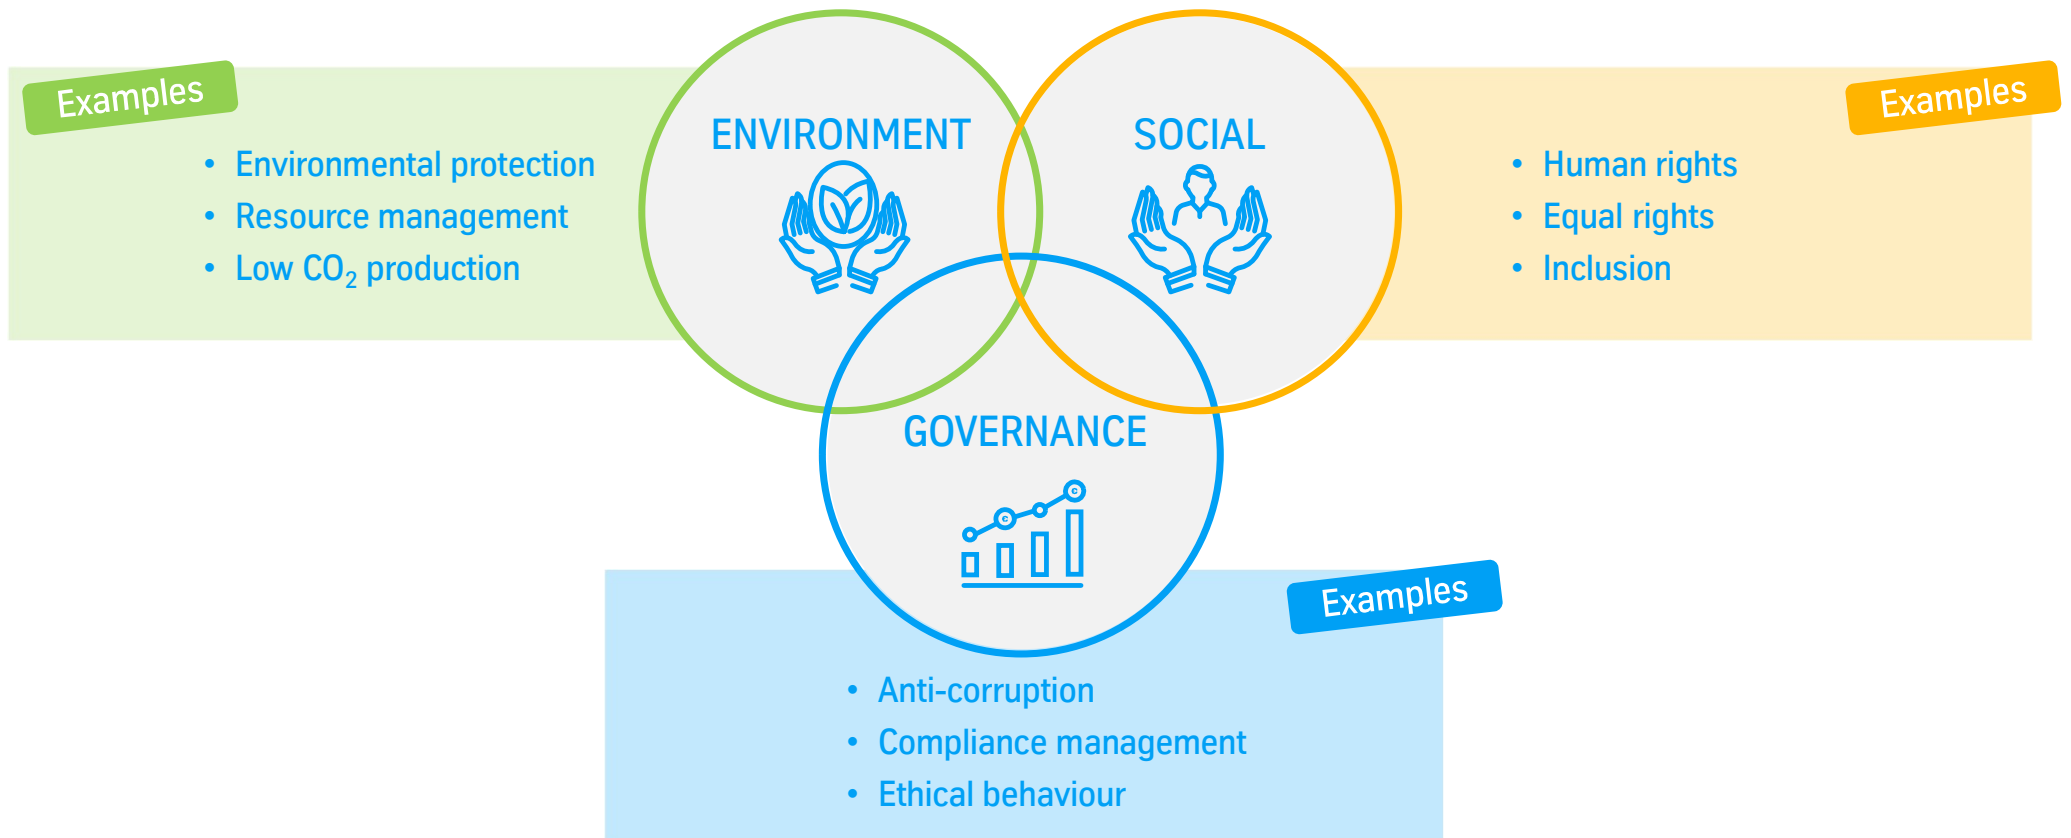 Examples
• Environmental protection
• Resource management
• Low CO₂ production
ENVIRONMENT
SOCIAL
Examples
• Human rights
• Equal rights
• Inclusion
GOVERNANCE
C
C
Examples
• Anti-corruption
• Compliance management
• Ethical behaviour